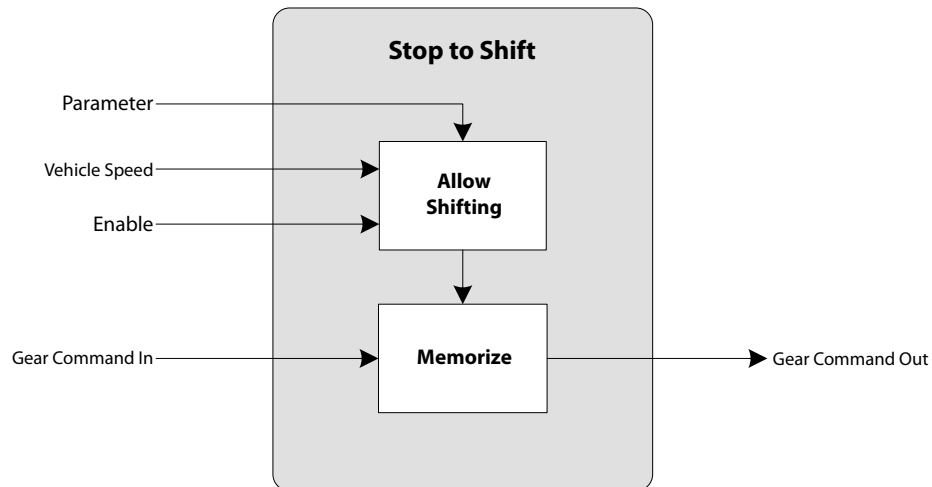 Stop to Shift
Parameter
Vehicle Speed
Allow
Shifting
Enable
Gear Command In
Memorize
Gear Command Out